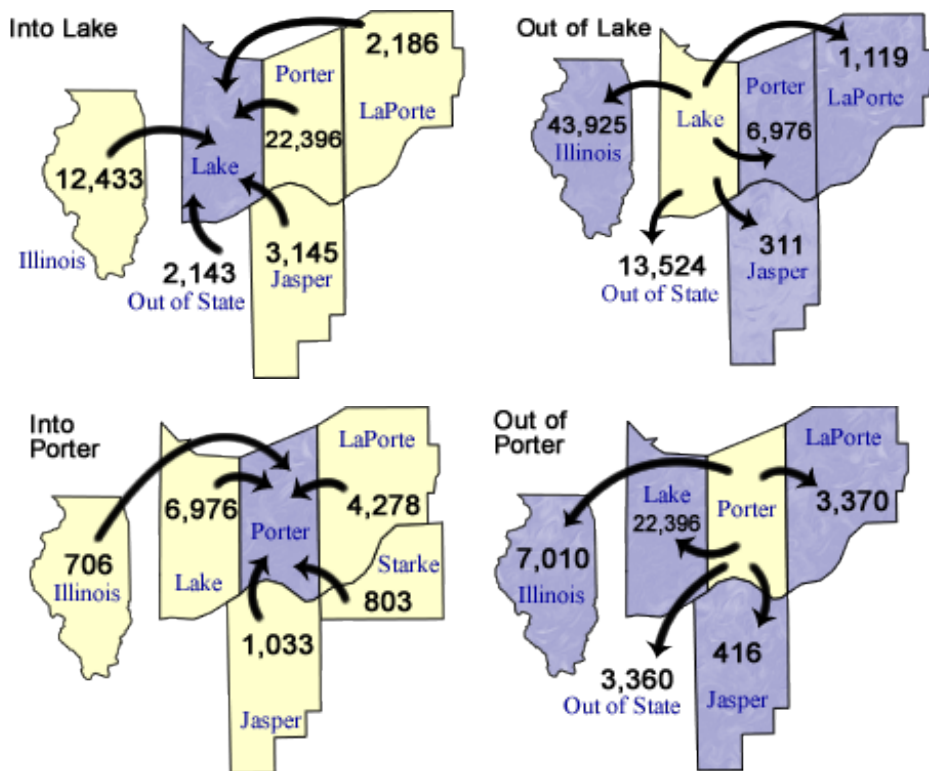 Into Lake
2,186
Porter
LaPorte
22,396
12,433
Lake
Illinois
3,145
Jasper
2,143
Out of State
Out of Lake
1,119
Porter
LaPorte
43,925
Illinois
Lake
6,976
311
Jasper
13,524
Out of State
Into
Porter
LaPorte
6,976
4,278
Porter
706
Illinois
Lake
Starke
803
1,033
Jasper
Out of
Porter
LaPorte
Lake
22,396
Porter
3,370
7,010
Illinois
416
3,360
Out of State
Jasper